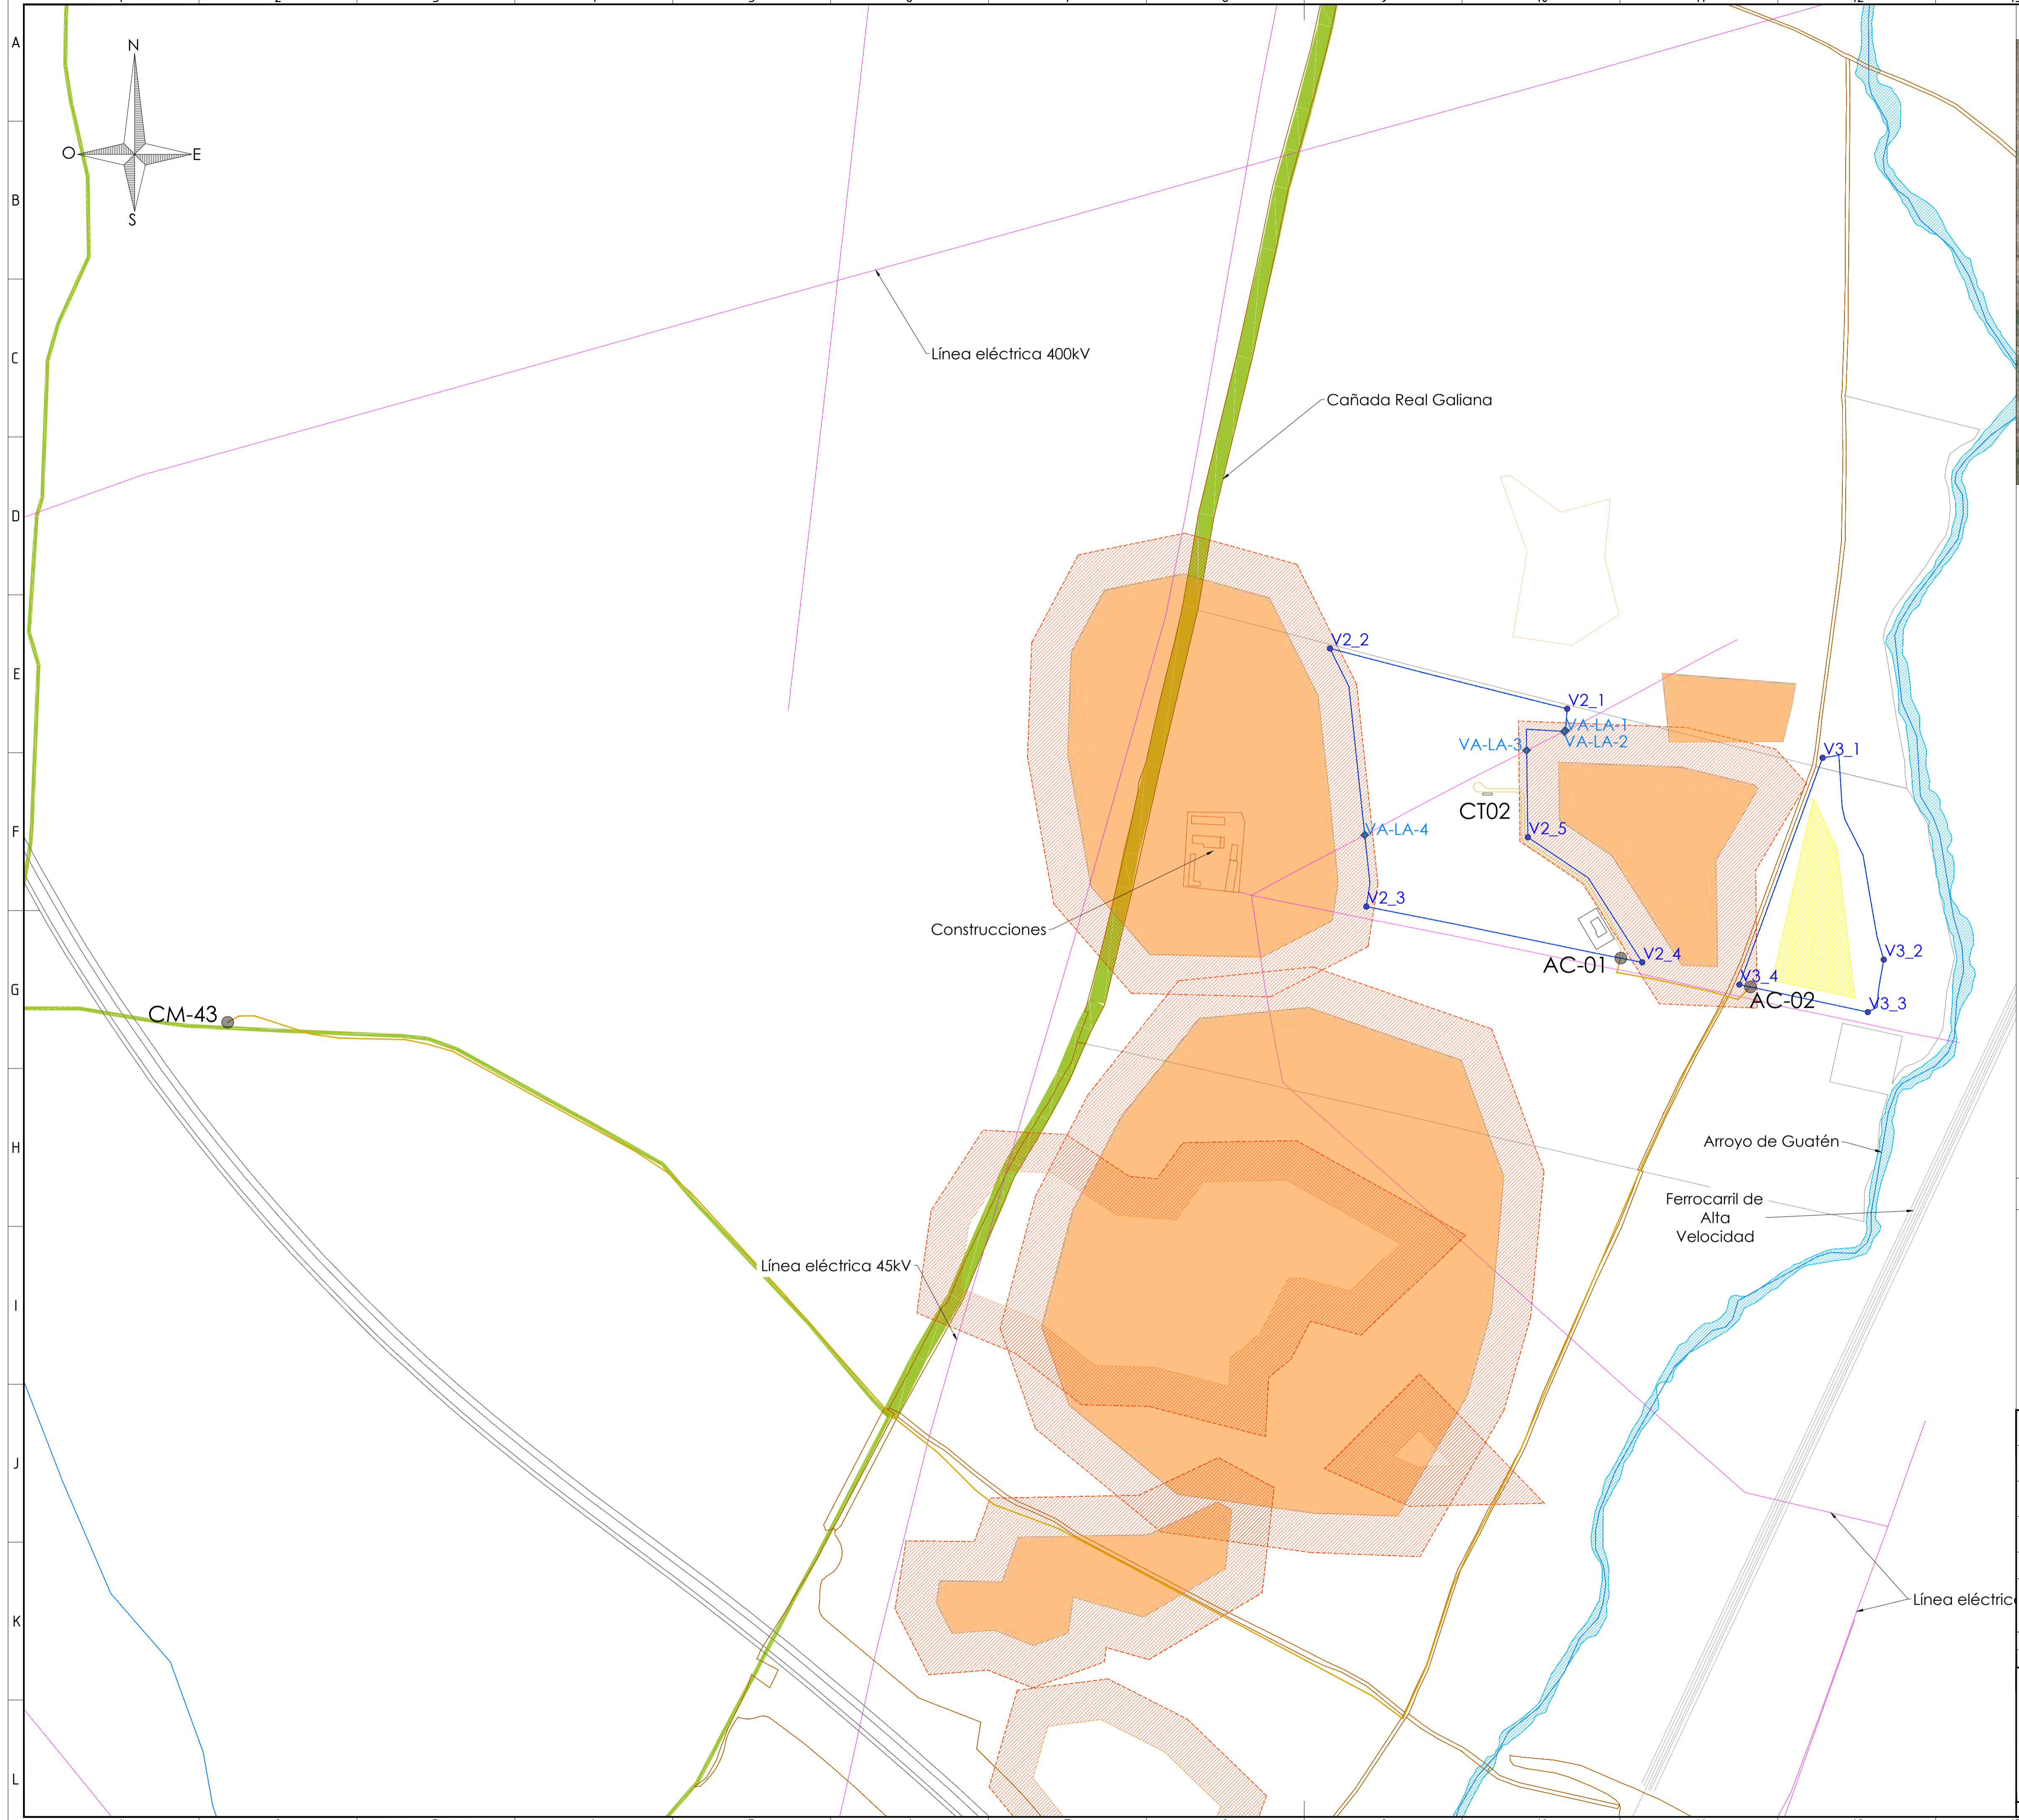 A
N
O
E
B
S
C
Línea eléctrica 400kV
Cañada Real Galiana
D
E
V2_2
V2_1
VA-LA-1
VA-LA-2
VA-LA-3
V3_1
CT02
F
VA-LA-4
V2_5
V2_3
Construcciones
AC-01
V2_4
V3_2
V3_4
G
AC-02
V3_3
CM-43
H
Arroyo de Guatén
Ferrocarril de
Alta
Velocidad
Línea eléctrica 45kV
I
J
K
Línea eléctric
L